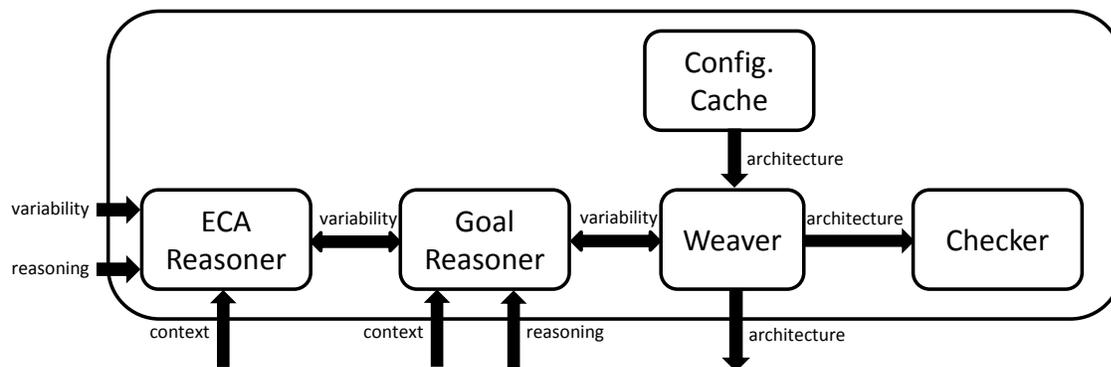 Config.
Cache
architecture
variability
reasoning
ECA
Reasoner
variability
Goal
Reasoner
variability
Weaver
architecture
Checker
context
context
reasoning
architecture